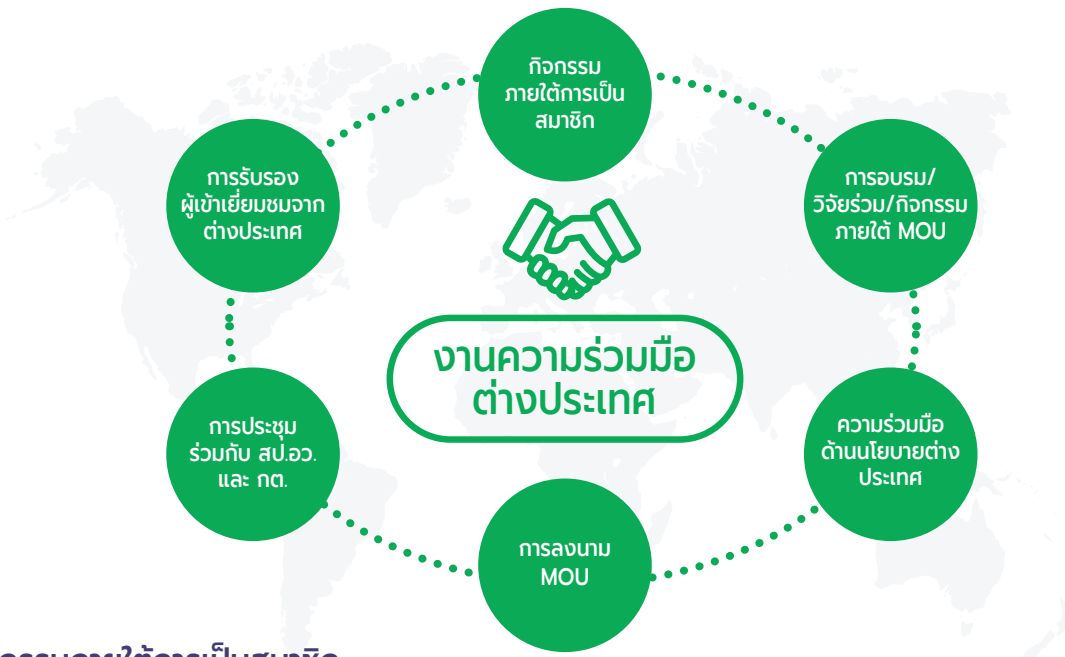 กิจกรรม
ภายใต้การเป็น
สมาชิก
การรับรอง
ผู้เข้าเยี่ยมชมจาก
ต่างประเทศ
การอบรม/
วิจัยร่วม/กิจกรรม
ภายใต้ MOU
งานความร่วมมือ
ต่างประเทศ
การประชุม
ร่วมกับ สป.อว.
และ กต.
ความร่วมมือ
ด้านนโยบายต่าง
ประเทศ
การลงนาม
MOU